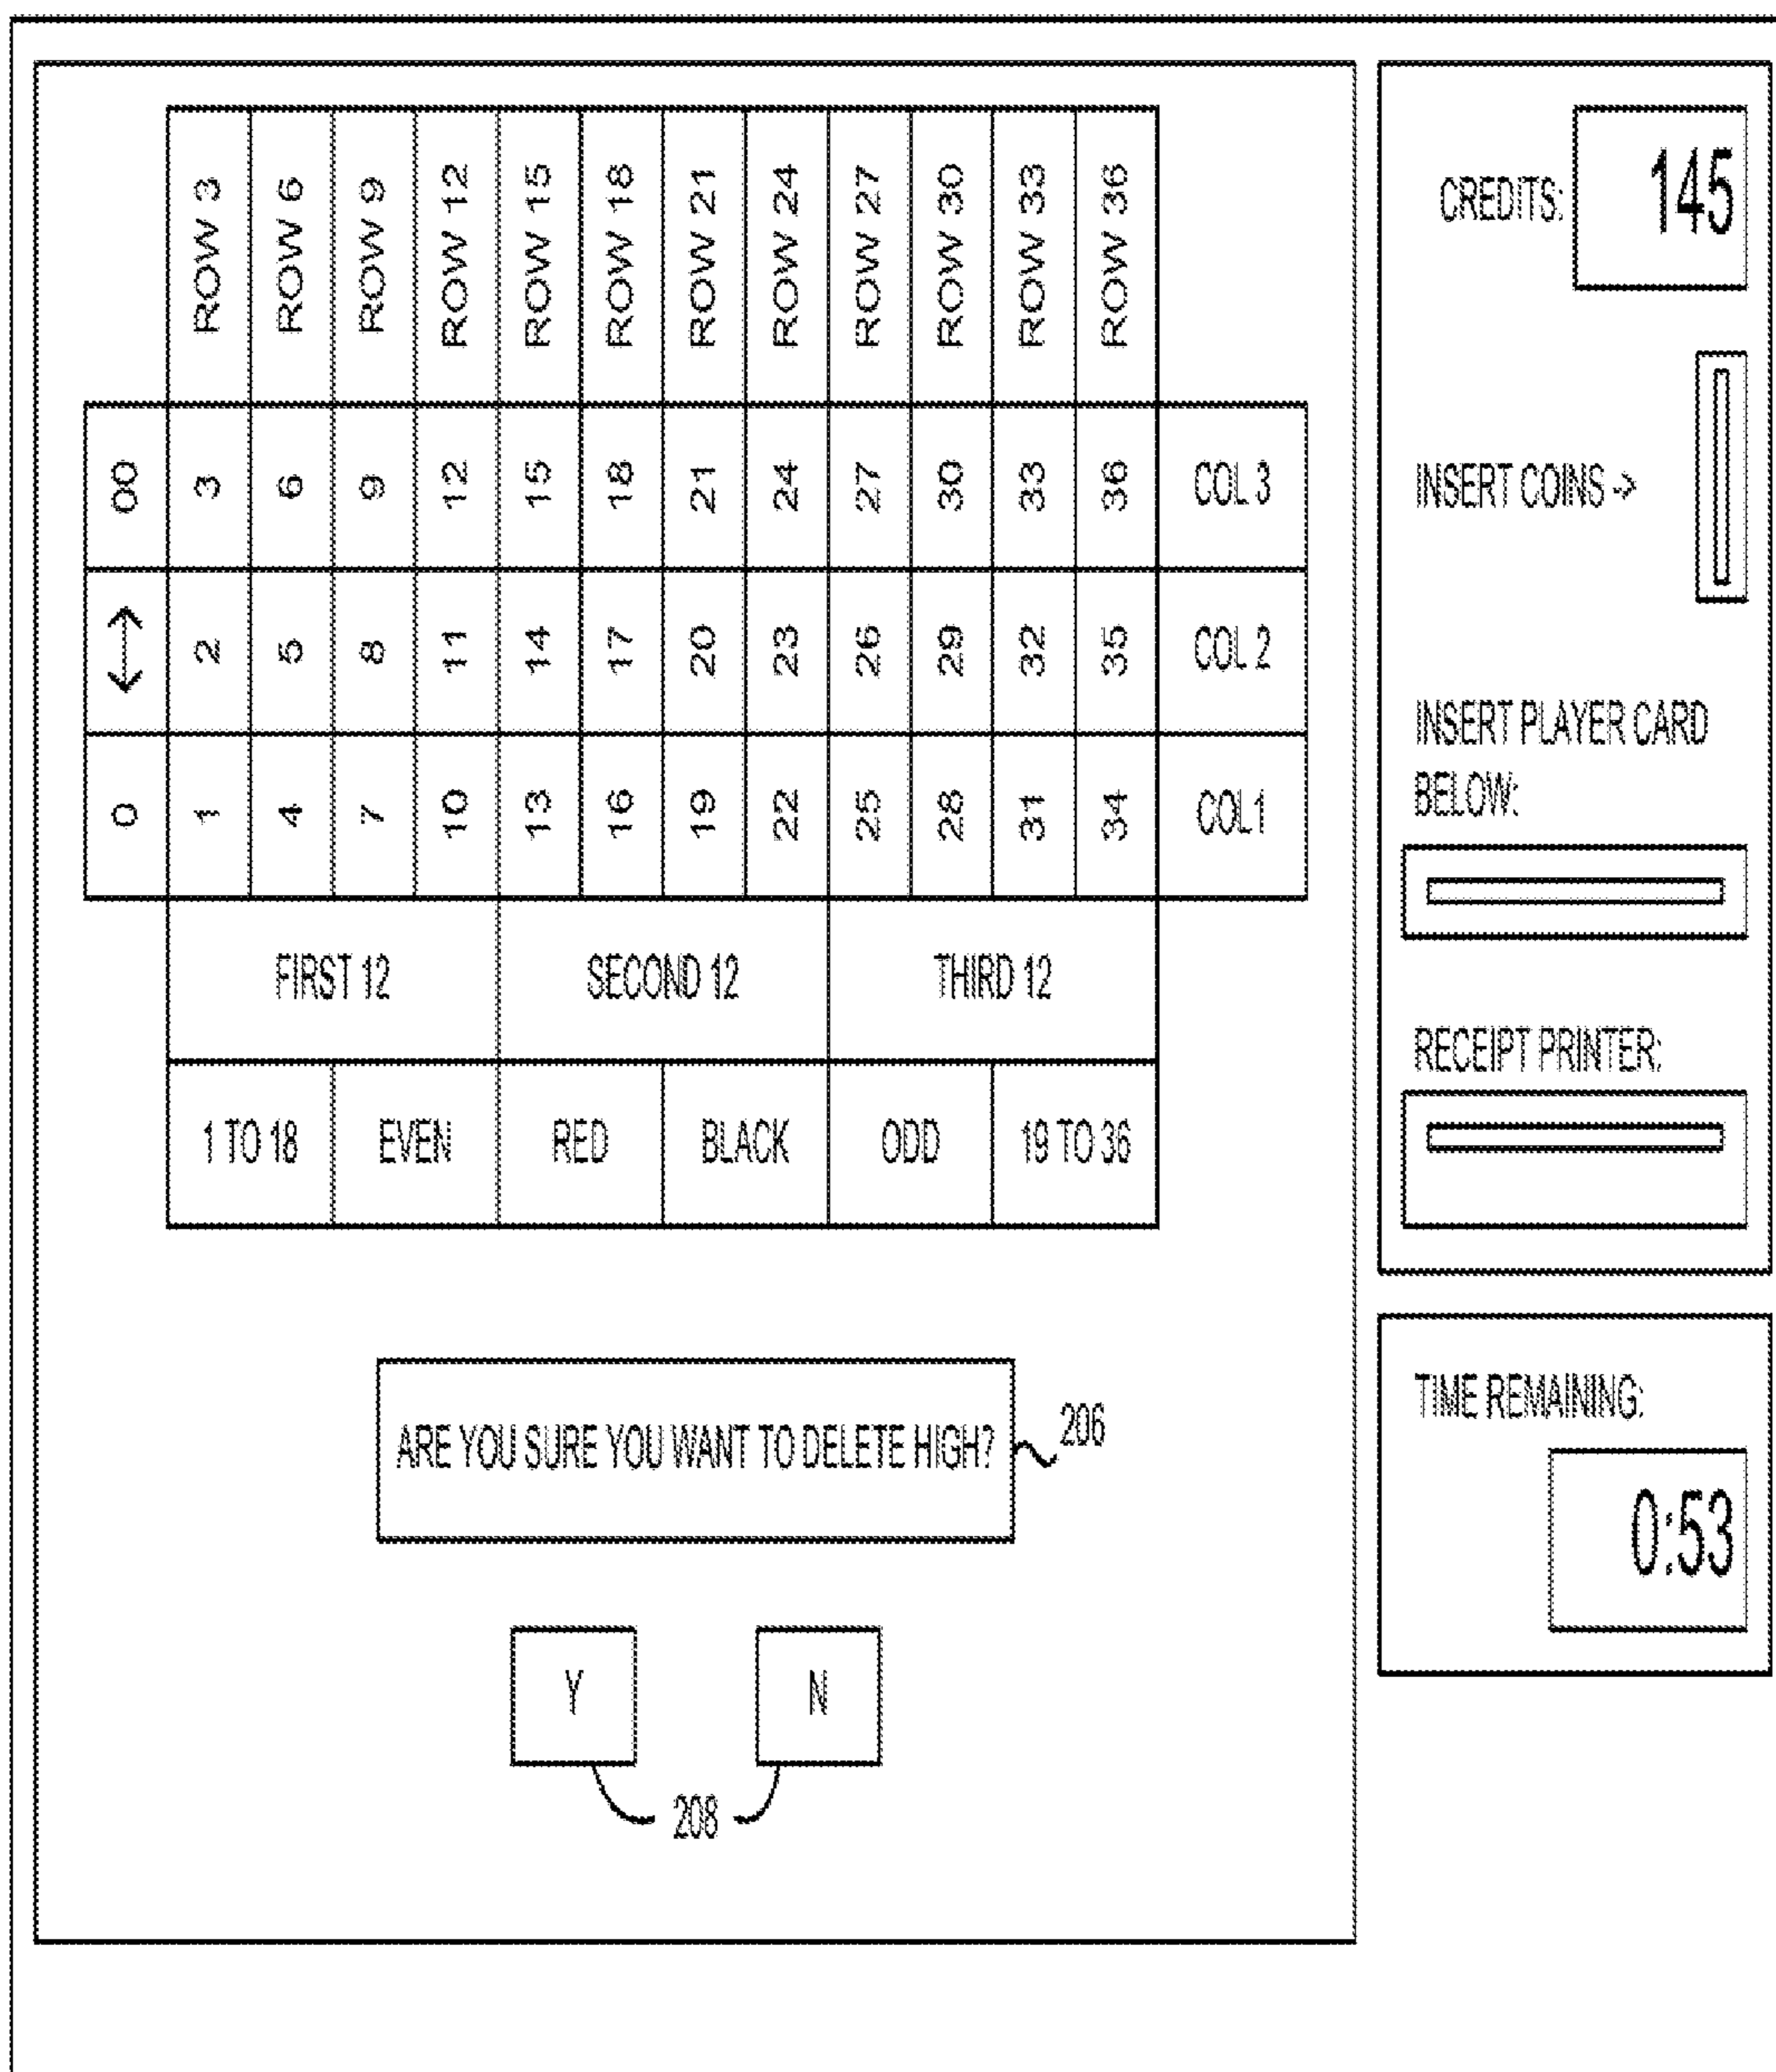 ROW 3 ROW 6 ROW 9 ROW 12 ROW 15 ROW 18 ROW 21 ROW 24 ROW 27 ROW 30 ROW 33 ROW 36
00 3 6 9 12 15 18 21 24 27 30 33 36 COL 3
↔ 2 5 8 11 14 17 20 23 26 29 32 35 COL 2
0 1 4 7 10 13 16 19 22 25 28 31 34 COL1
FIRST 12 SECOND 12 THIRD 12
1 TO 18 EVEN RED BLACK ODD 19 TO 36
ARE YOU SURE YOU WANT TO DELETE HIGH? 206
Y N
208
CREDITS: 145
INSERT COINS ->
INSERT PLAYER CARD
BELOW:
RECEIPT PRINTER:
TIME REMAINING:
0:53